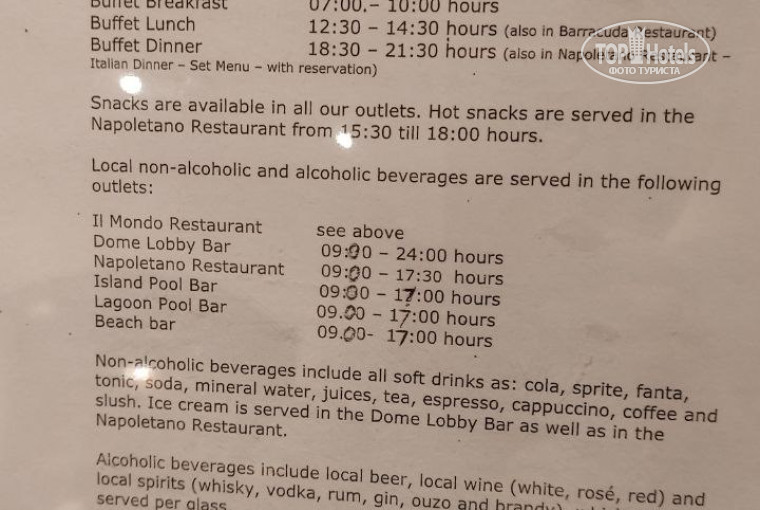 Buffet Breakfast 07:00.– 10:00 hours
Buffet Lunch 12:30 – 14:30 hours (also in Barracuda Restaurant)
Buffet Dinner 18:30 – 21:30 hours (also in Napoletano Restaurant –
Italian Dinner – Set Menu – with reservation)
TOP Hotels
ФОТО ТУРИСТА
Snacks are available in all our outlets. Hot snacks are served in the
Napoletano Restaurant from 15:30 till 18:00 hours.
Local non-alcoholic and alcoholic beverages are served in the following
outlets:
Il Mondo Restaurant see above
Dome Lobby Bar 09:00 – 24:00 hours
Napoletano Restaurant 09:00 – 17:30 hours
Island Pool Bar 09:00 – 17:00 hours
Lagoon Pool Bar 09.00 – 17:00 hours
Beach bar 09.00- 17:00 hours
Non-alcoholic beverages include all soft drinks as: cola, sprite, fanta,
tonic, soda, mineral water, juices, tea, espresso, cappuccino, coffee and
slush. Ice cream is served in the Dome Lobby Bar as well as in the
Napoletano Restaurant.
Alcoholic beverages include local beer, local wine (white, rosé, red) and
local spirits (whisky, vodka, rum, gin, ouzo and brandy)
served per glass